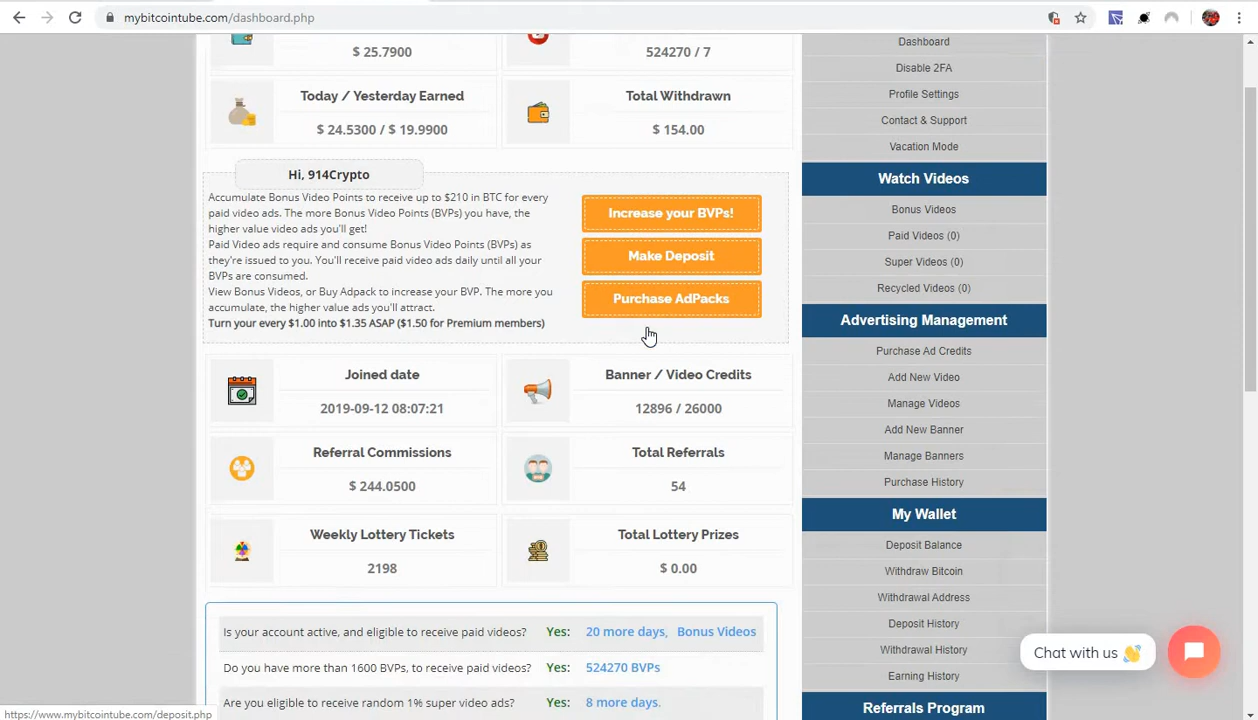 mybitcointube.com/dashboard.php
$ 25.7900
524270 / 7
Today / Yesterday Earned
$ 24.5300 / $ 19.9900
Total Withdrawn
$ 154.00
Hi, 914Crypto
Accumulate Bonus Video Points to receive up to $210 in BTC for every
paid video ads. The more Bonus Video Points (BVPs) you have, the
higher value video ads you'll get!
Paid Video ads require and consume Bonus Video Points (BVPs) as
they're issued to you. You'll receive paid video ads daily until all your
BVPs are consumed.
View Bonus Videos, or Buy Adpack to increase your BVP. The more you
accumulate, the higher value ads you'll attract.
Turn your every $1.00 into $1.35 ASAP ($1.50 for Premium members)
Increase your BVPs!
Make Deposit
Purchase AdPacks
Joined date
2019-09-12 08:07:21
Banner / Video Credits
12896 / 26000
Referral Commissions
$ 244.0500
Total Referrals
54
Weekly Lottery Tickets
2198
Total Lottery Prizes
$ 0.00
Is your account active, and eligible to receive paid videos? Yes: 20 more days, Bonus Videos
Do you have more than 1600 BVPs, to receive paid videos? Yes: 524270 BVPs
Are you eligible to receive random 1% super video ads? Yes: 8 more days.
Dashboard
Disable 2FA
Profile Settings
Contact & Support
Vacation Mode
Watch Videos
Bonus Videos
Paid Videos (0)
Super Videos (0)
Recycled Videos (0)
Advertising Management
Purchase Ad Credits
Add New Video
Manage Videos
Add New Banner
Manage Banners
Purchase History
My Wallet
Deposit Balance
Withdraw Bitcoin
Withdrawal Address
Deposit History
Withdrawal History
Earning History
Referrals Program
Chat with us 👋
https://www.mybitcointube.com/deposit.php